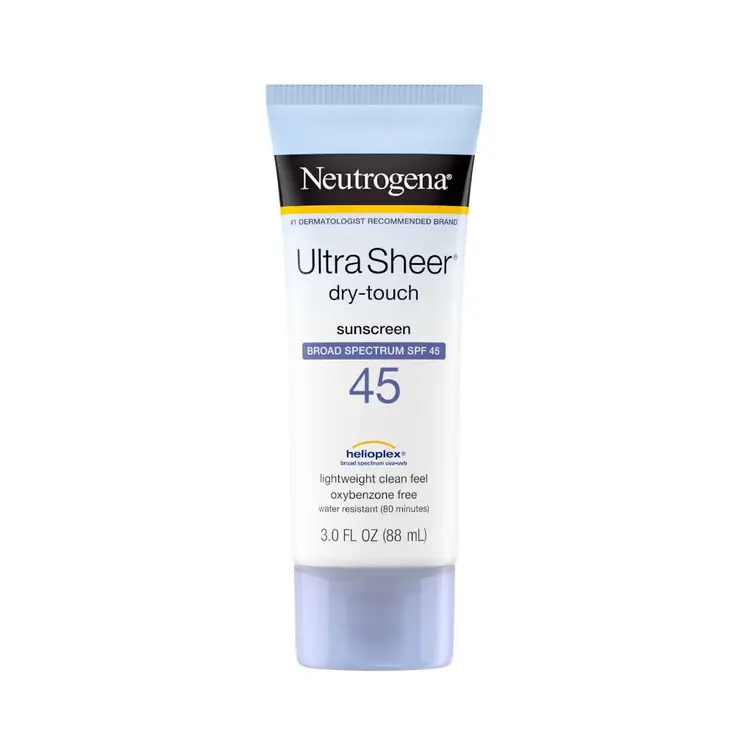 Neutrogena®
#1 DERMATOLOGIST RECOMMENDED BRAND
Ultra Sheer®
dry-touch
sunscreen
BROAD SPECTRUM SPF 45
45
helioplex®
broad spectrum uva•uvb
lightweight clean feel
oxybenzone free
water resistant (80 minutes)
3.0 FL OZ (88 mL)